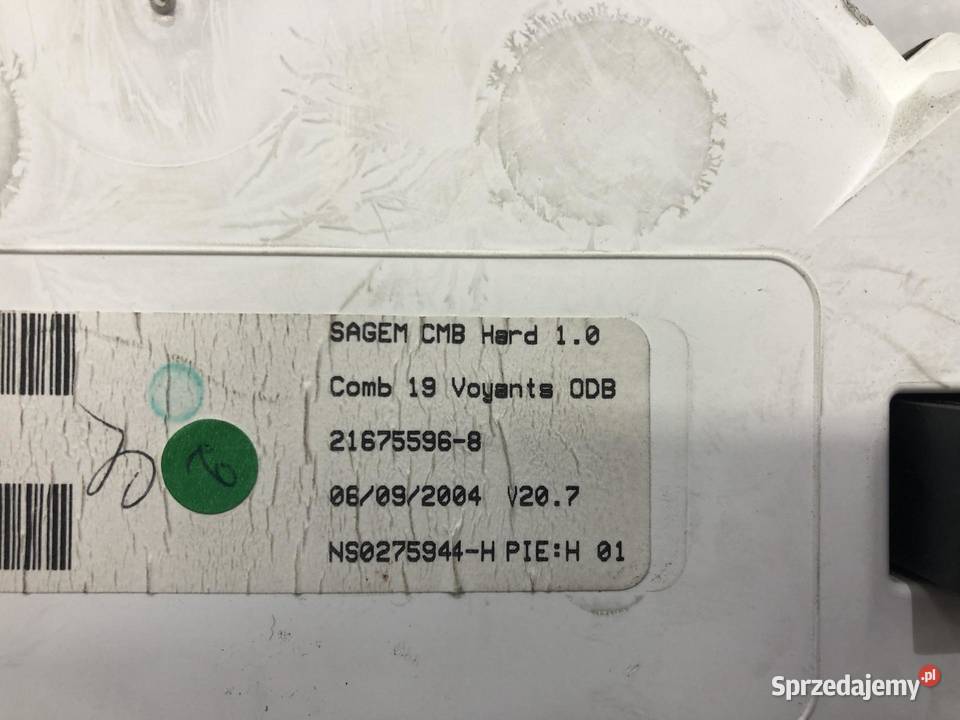 SAGEM CMB Hard 1.0
Comb 19 Voyants ODB
21675596-8
06/09/2004 V20.7
NS0275944-H PIE:H 01
Sprzedajemy.pl